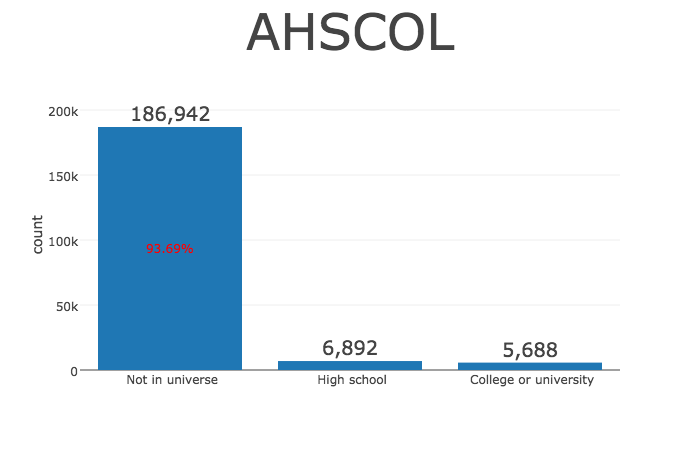 AHSCOL
200k
186,942
150k
count
100k
93.69%
50k
6,892
5,688
0
Not in universe
High school
College or university